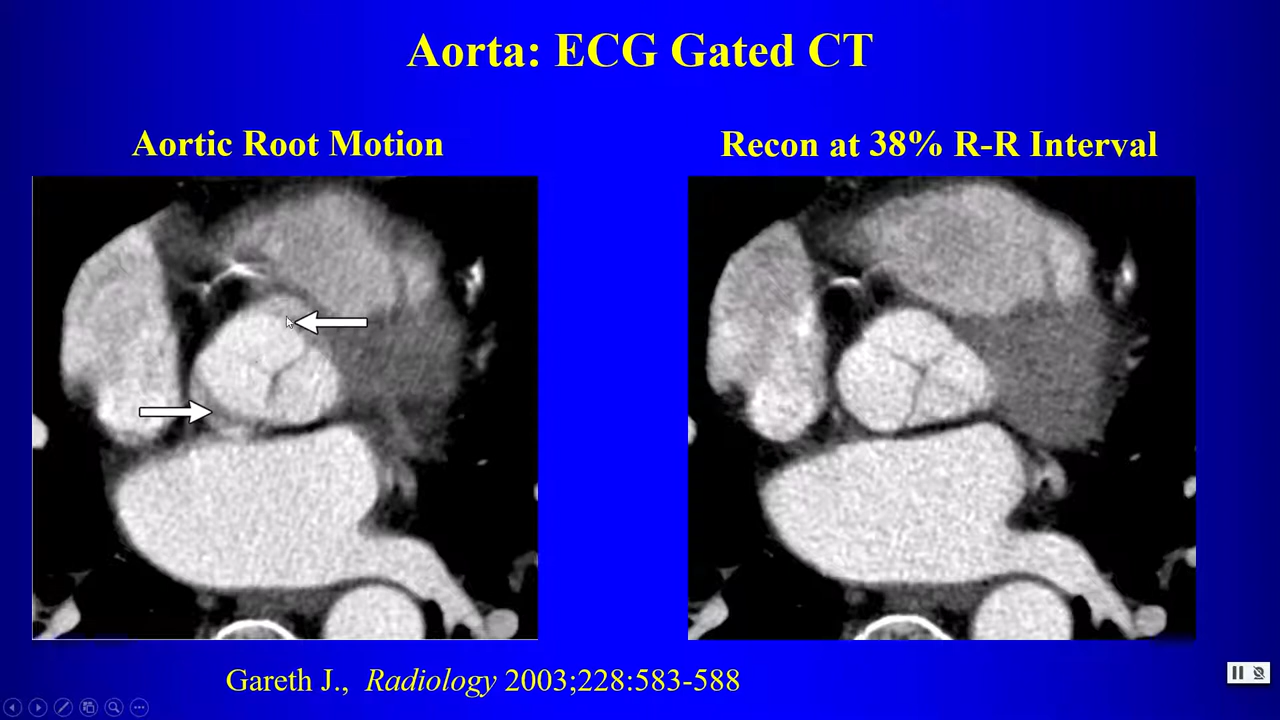 Aorta: ECG Gated CT
Aortic Root Motion
Recon at 38% R-R Interval
Gareth J., Radiology 2003;228:583-588